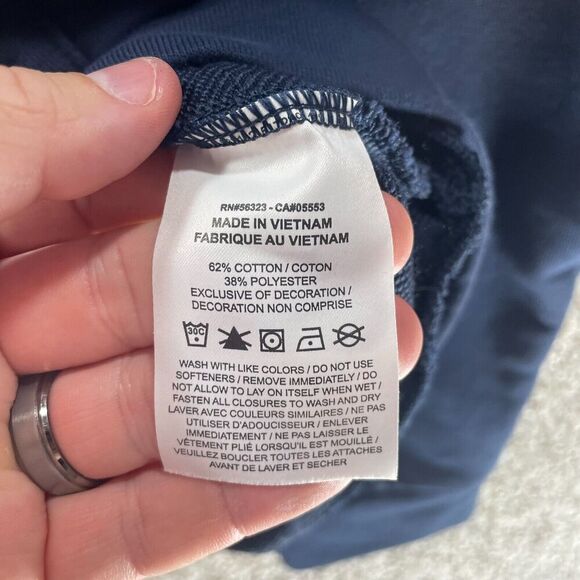 RN#56323 - CA#05553
MADE IN VIETNAM
FABRIQUE AU VIETNAM
62% COTTON / COTON
38% POLYESTER
EXCLUSIVE OF DECORATION /
DECORATION NON COMPRISE
30C
WASH WITH LIKE COLORS / DO NOT USE
SOFTENERS / REMOVE IMMEDIATELY / DO
NOT ALLOW TO LAY ON ITSELF WHEN WET /
FASTEN ALL CLOSURES TO WASH AND DRY
LAVER AVEC COULEURS SIMILAIRES / NE PAS
UTILISER D'ADOUCISSEUR / ENLEVER
IMMEDIATEMENT / NE PAS LAISSER LE
VÊTEMENT PLIÉ LORSQU'IL EST MOUILLÉ /
VEUILLEZ BOUCLER TOUTES LES ATTACHES
AVANT DE LAVER ET SECHER